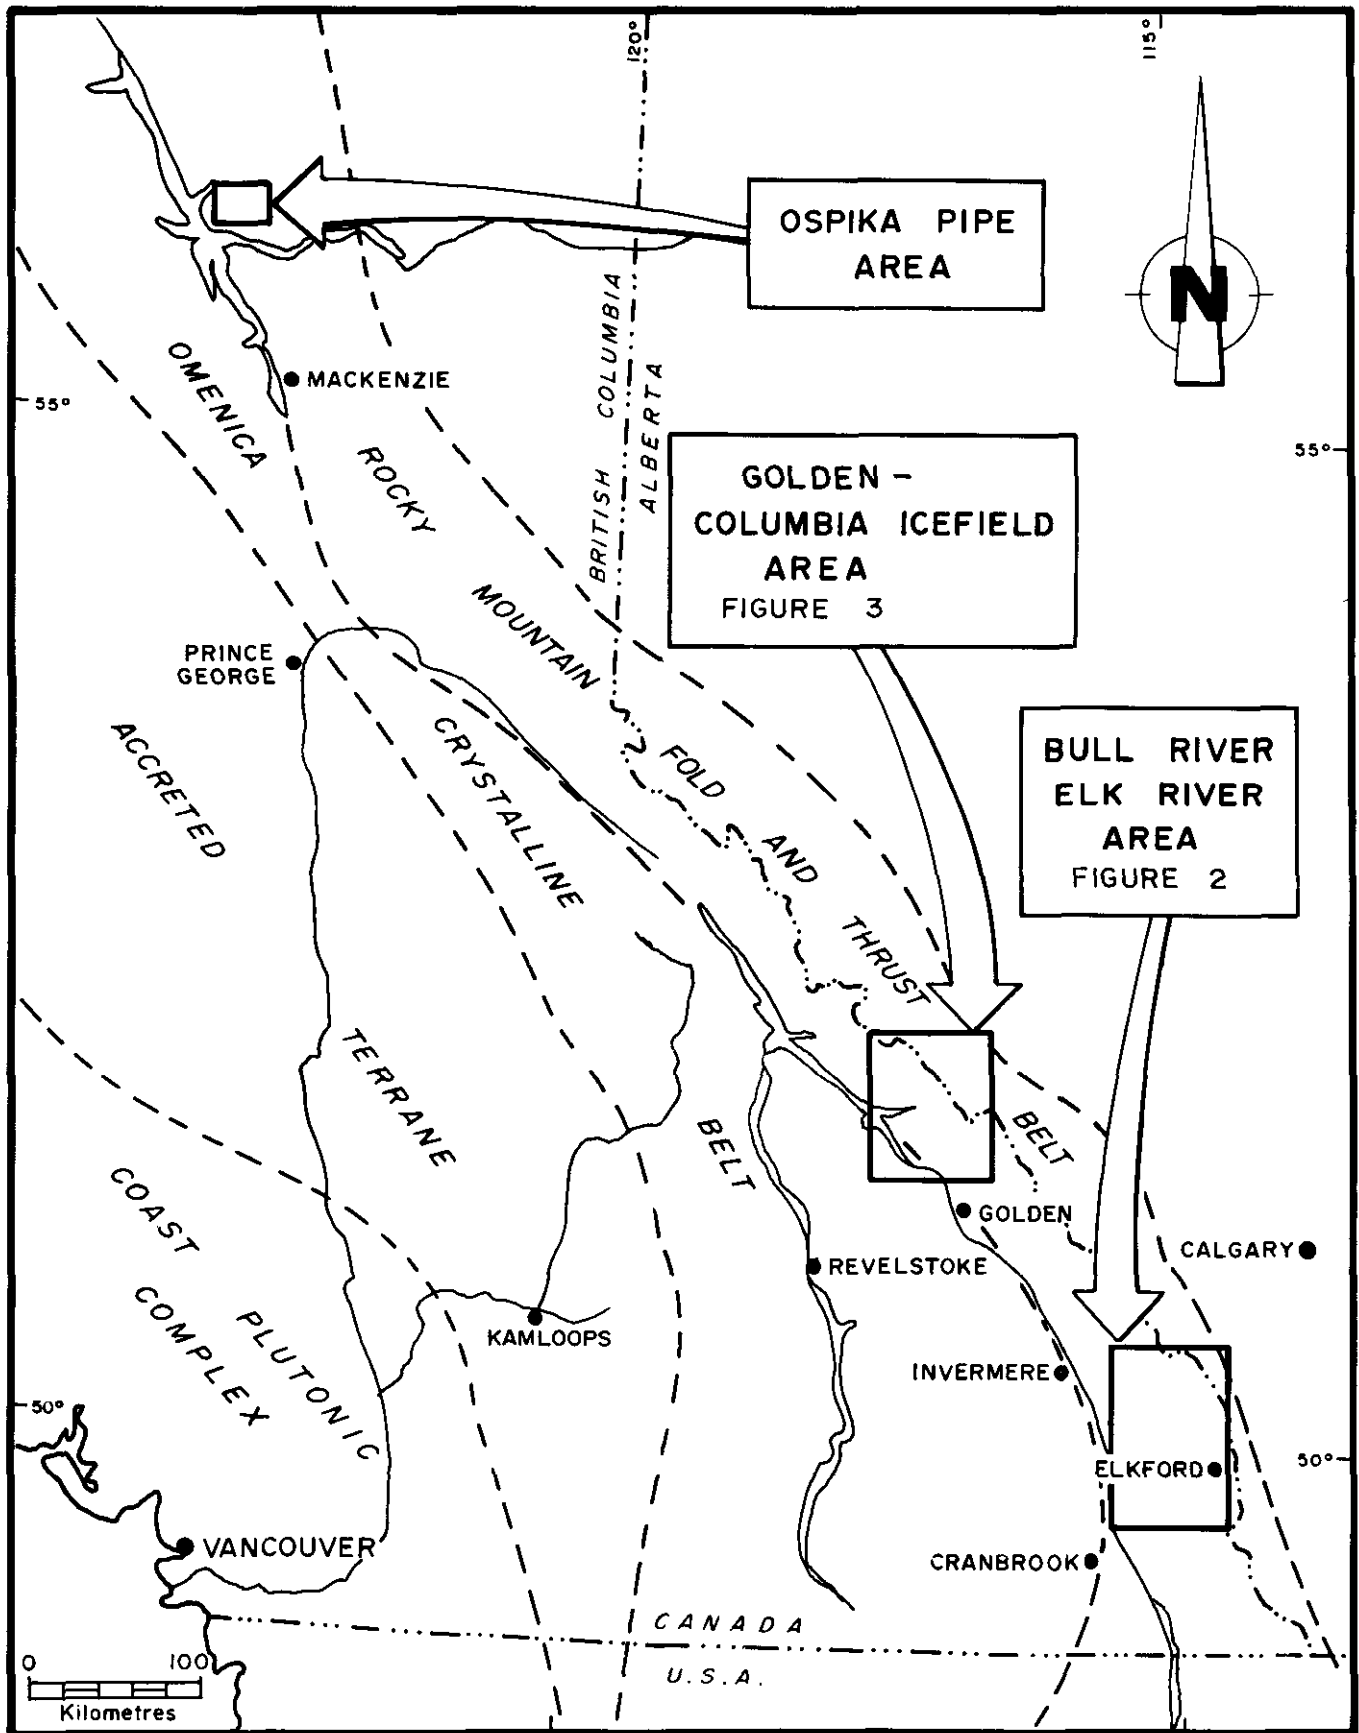 120°
115°
OSPIKA PIPE
AREA
N
BRITISH COLUMBIA
ALBERTA
OMENICA
MACKENZIE
55°
55°
ROCKY
MOUNTAIN
FOLD
AND
THRUST
BELT
GOLDEN –
COLUMBIA ICEFIELD
AREA
FIGURE 3
PRINCE
GEORGE
BULL RIVER
ELK RIVER
AREA
FIGURE 2
ACCRETED
TERRANE
CRYSTALLINE
BELT
COAST
PLUTONIC
COMPLEX
GOLDEN
CALGARY
REVELSTOKE
KAMLOOPS
INVERMERE
50°
50°
ELKFORD
VANCOUVER
CRANBROOK
CANADA
U.S.A.
0 100
Kilometres